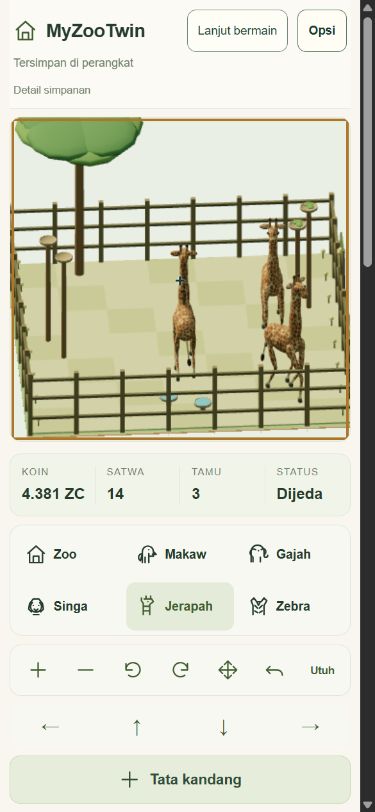 MyZooTwin
Lanjut bermain
Opsi
Tersimpan di perangkat
Detail simpanan
KOIN SATWA TAMU STATUS
4.381 ZC 14 3 Dijeda
Zoo Makaw Gajah
Singa Jerapah Zebra
Utuh
Tata kandang